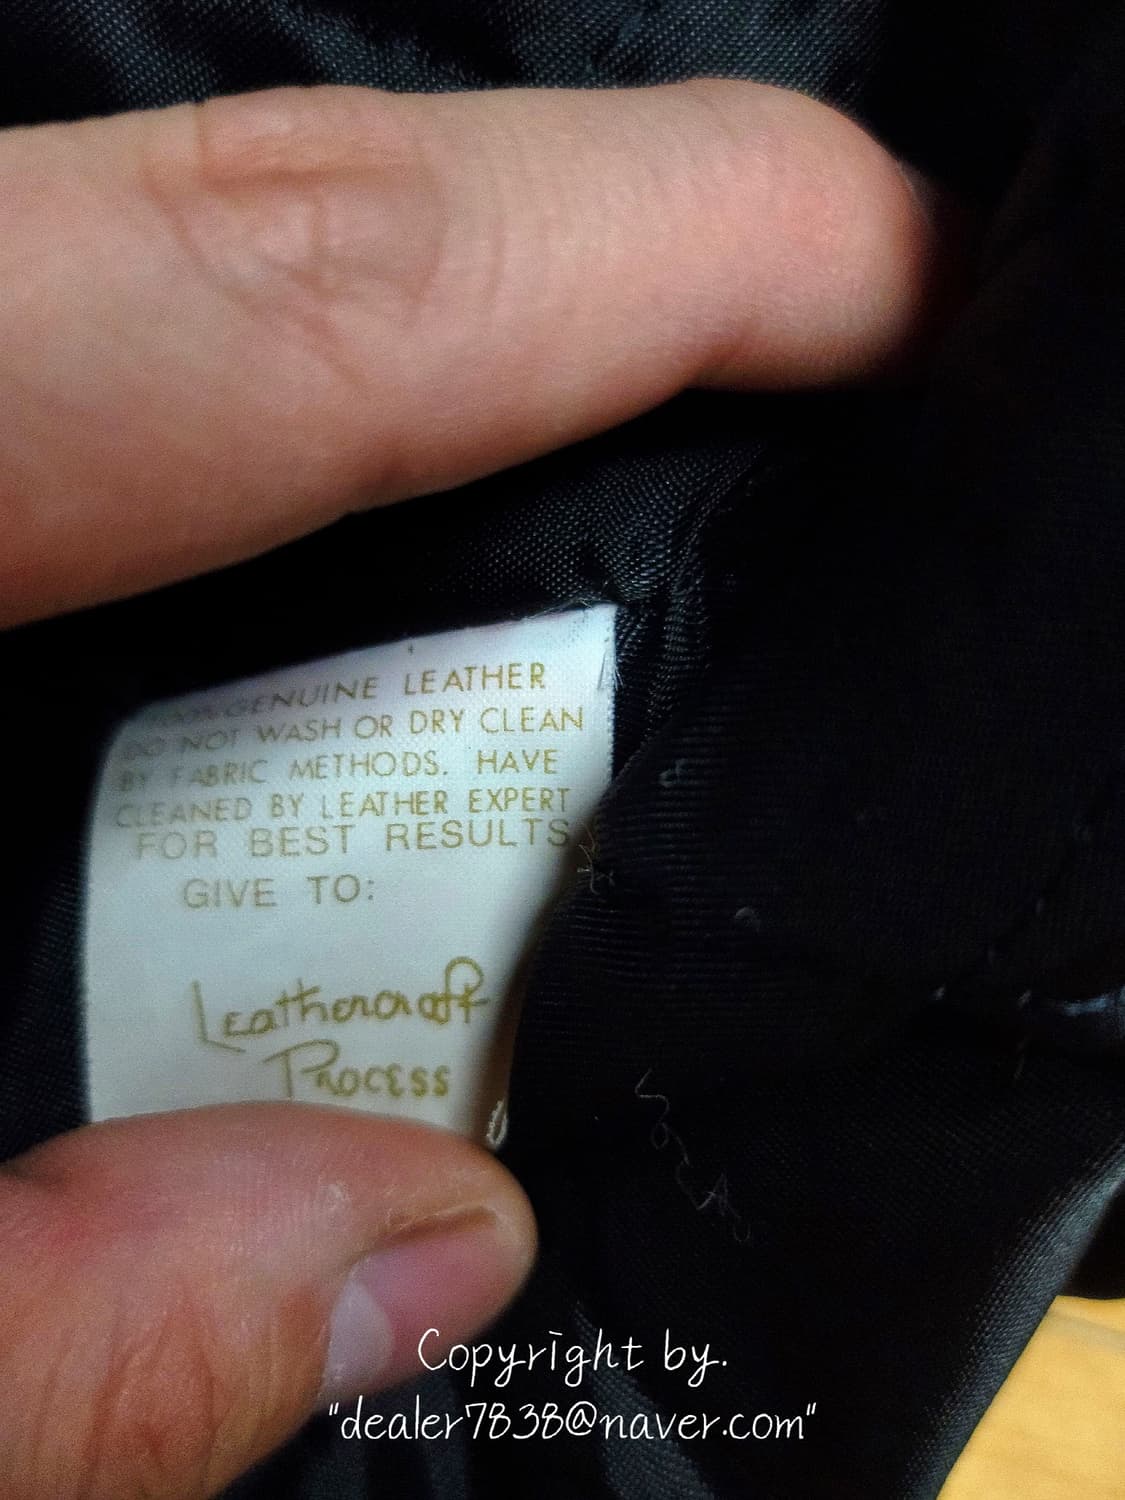 100% GENUINE LEATHER
DO NOT WASH OR DRY CLEAN
BY FABRIC METHODS. HAVE
CLEANED BY LEATHER EXPERT
FOR BEST RESULTS
GIVE TO:
Leathercraft
Process
Copyright by.
"dealer7838@naver.com"